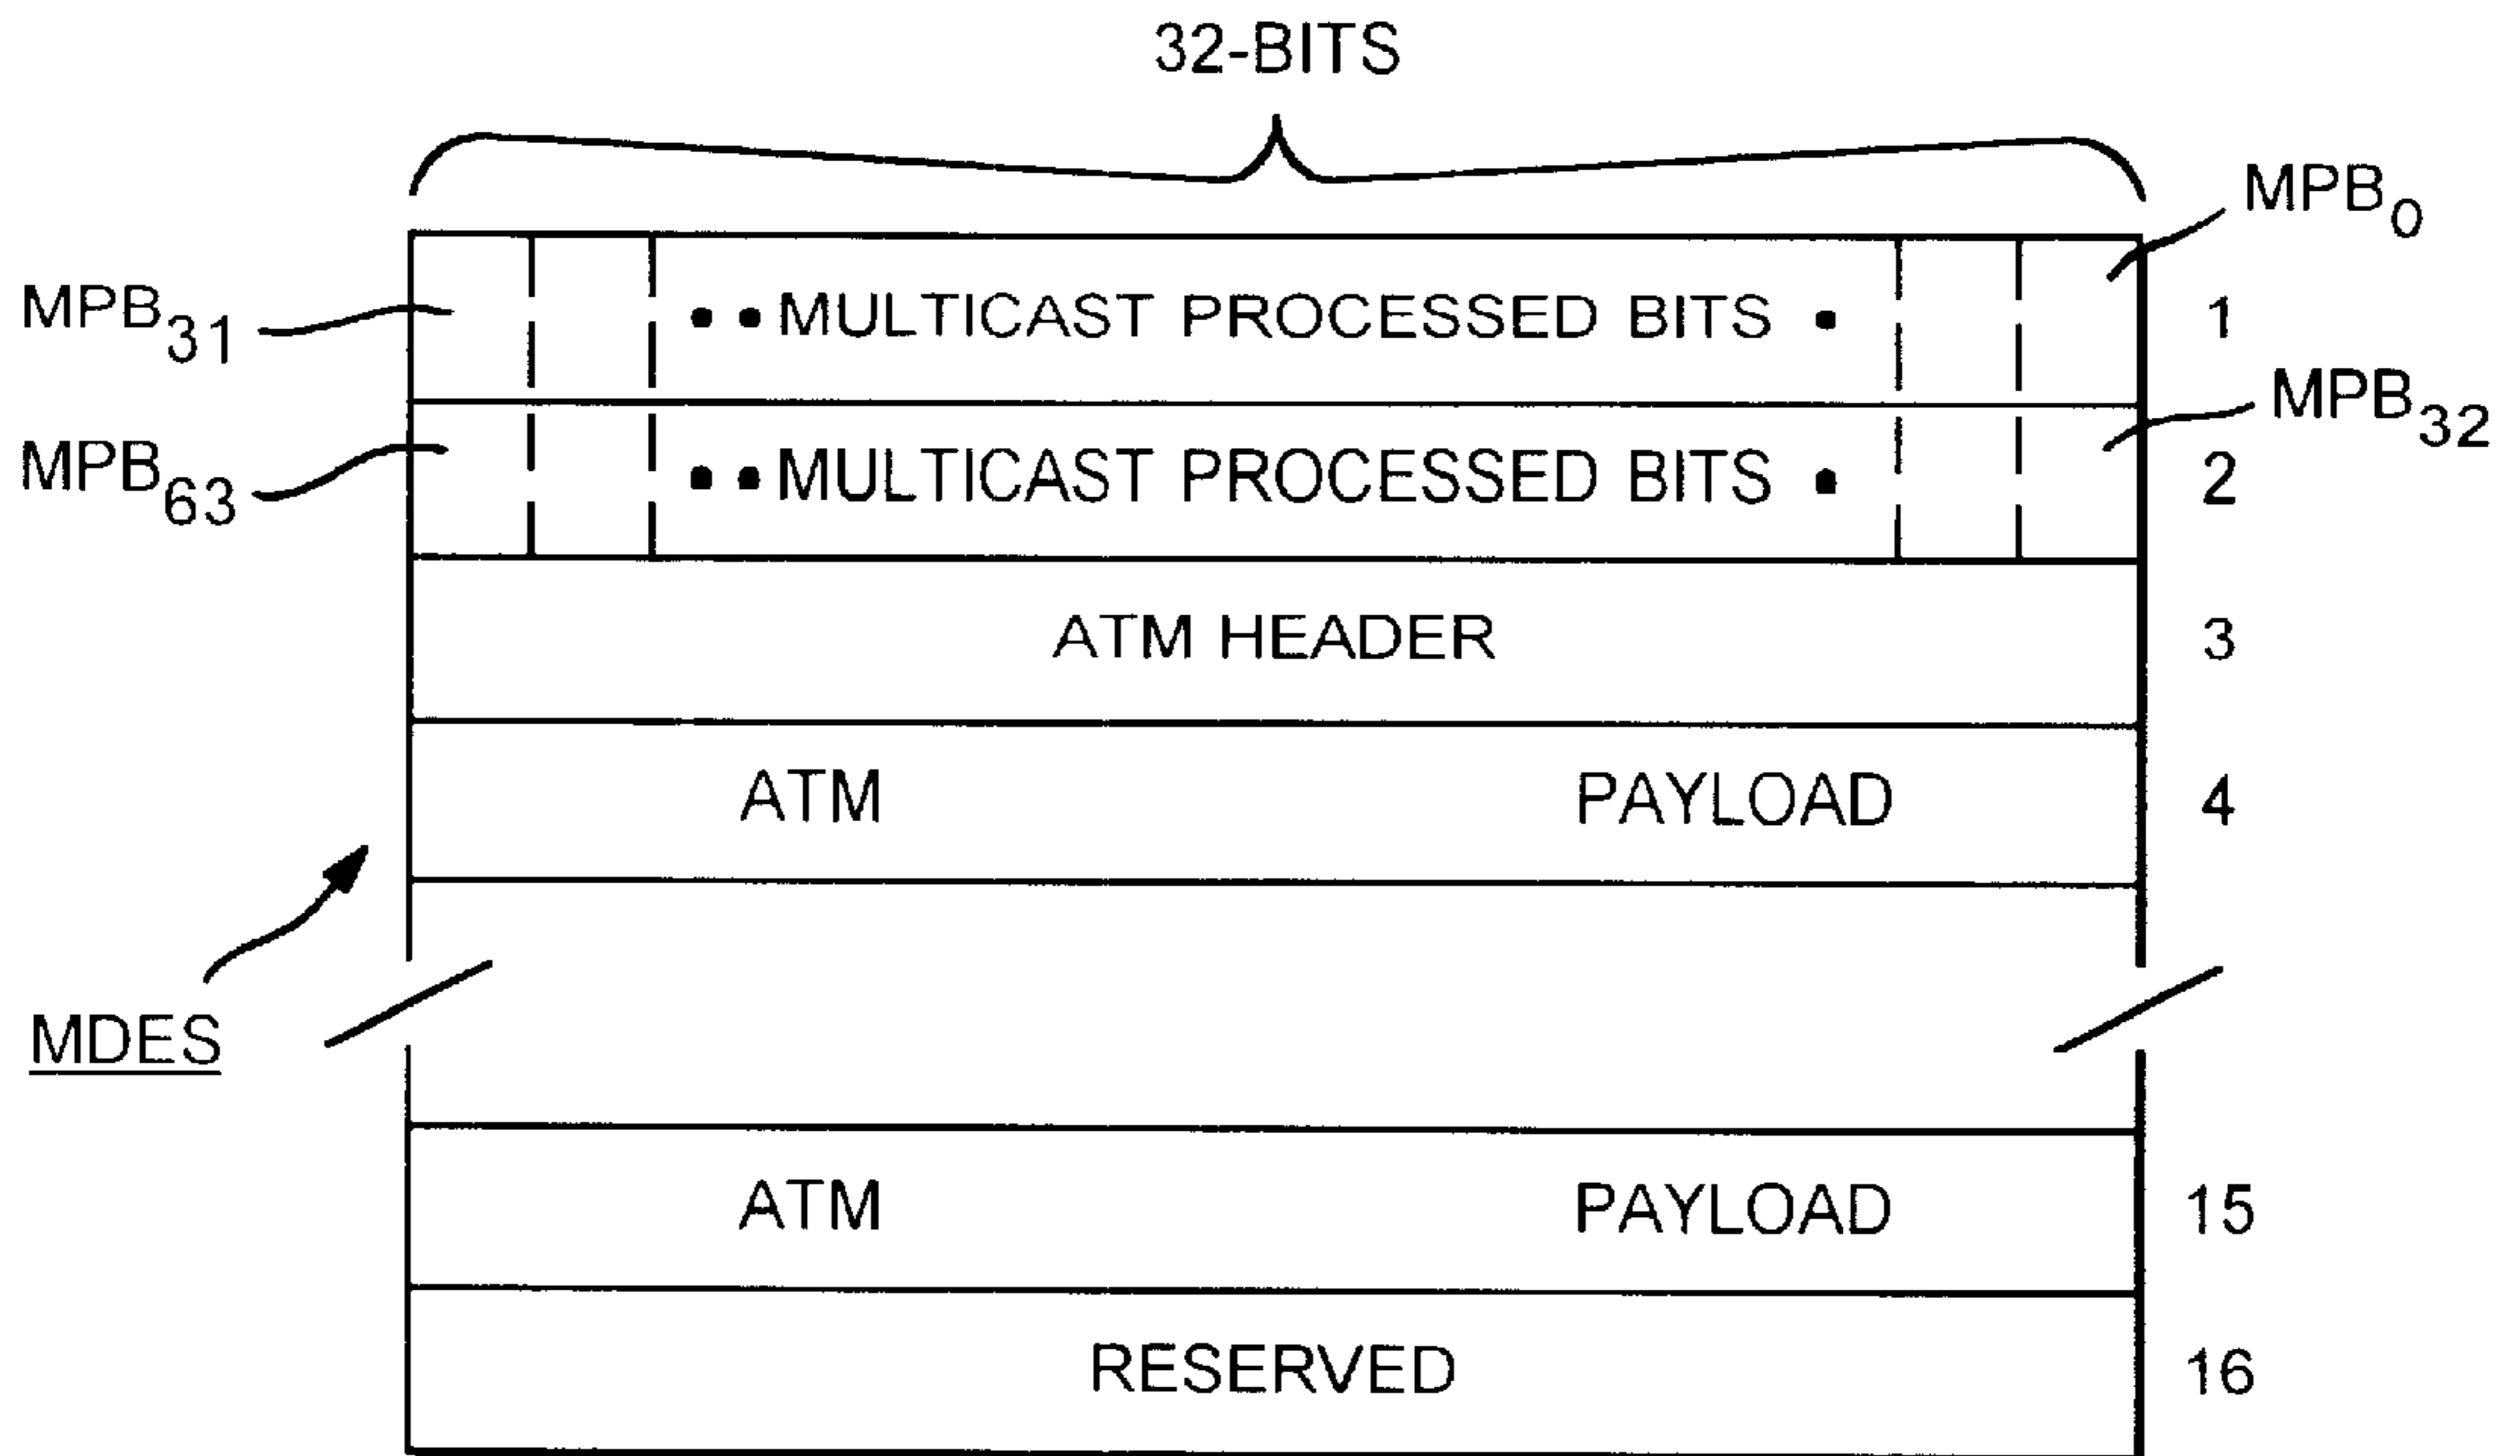 32-BITS
MPB0
MPB31 •• MULTICAST PROCESSED BITS • 1
MPB32
MPB63 •• MULTICAST PROCESSED BITS • 2
ATM HEADER 3
ATM PAYLOAD 4
MDES
ATM PAYLOAD 15
RESERVED 16